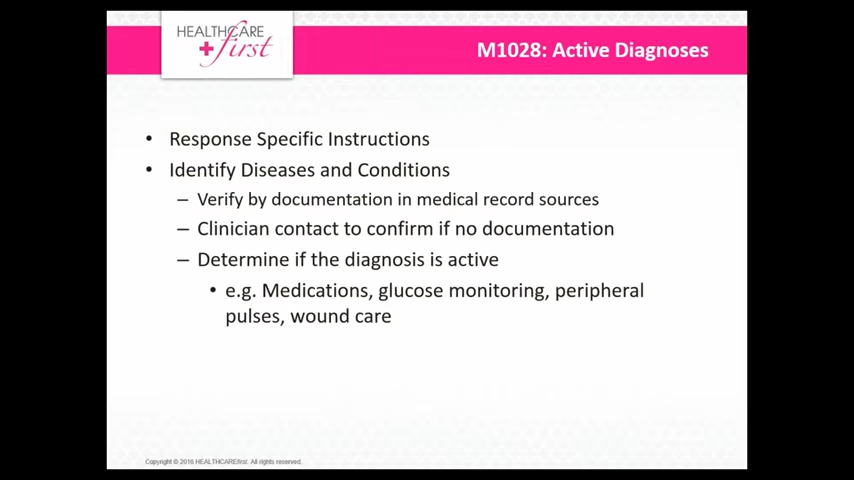 HEALTHCARE
first
M1028: Active Diagnoses
• Response Specific Instructions
• Identify Diseases and Conditions
– Verify by documentation in medical record sources
– Clinician contact to confirm if no documentation
– Determine if the diagnosis is active
• e.g. Medications, glucose monitoring, peripheral
pulses, wound care
Copyright © 2016 HEALTHCAREfirst. All rights reserved.